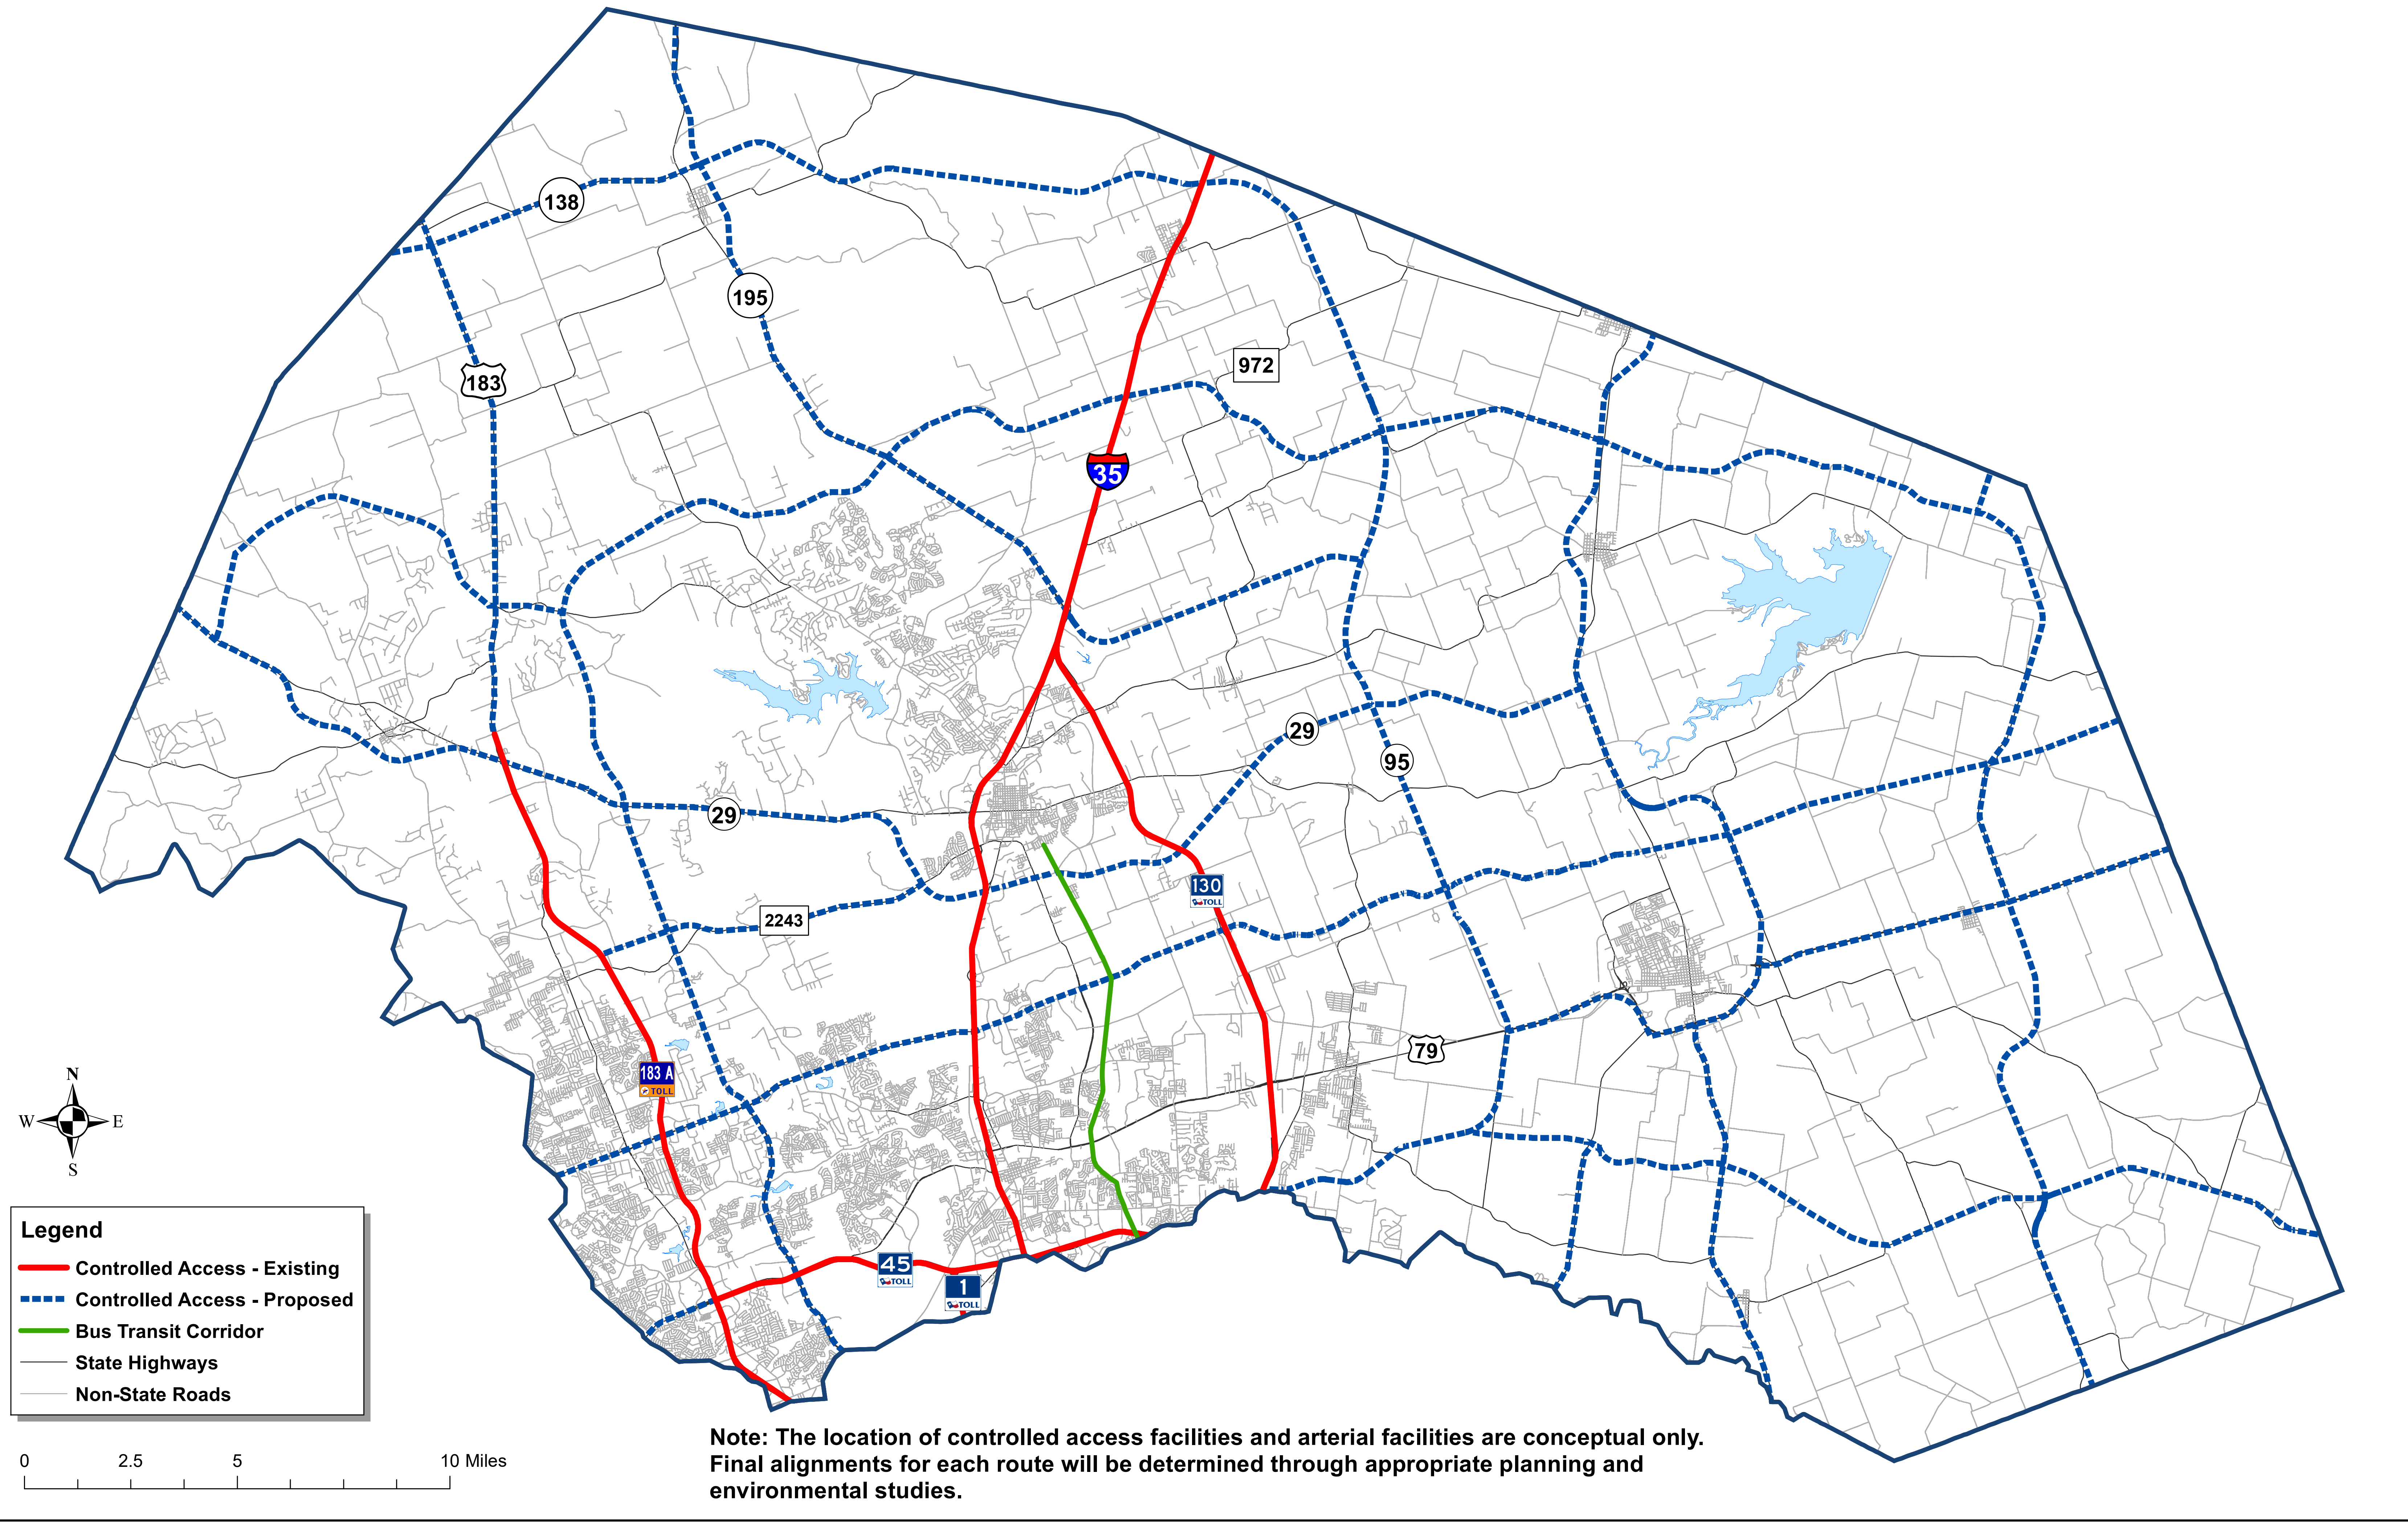 138
195
183
972
35
29
95
29
130
TOLL
2243
79
183 A
TOLL
N
W E
S
45
TOLL
1
TOLL
Legend
Controlled Access - Existing
Controlled Access - Proposed
Bus Transit Corridor
State Highways
Non-State Roads
0 2.5 5 10 Miles
Note: The location of controlled access facilities and arterial facilities are conceptual only.
Final alignments for each route will be determined through appropriate planning and
environmental studies.